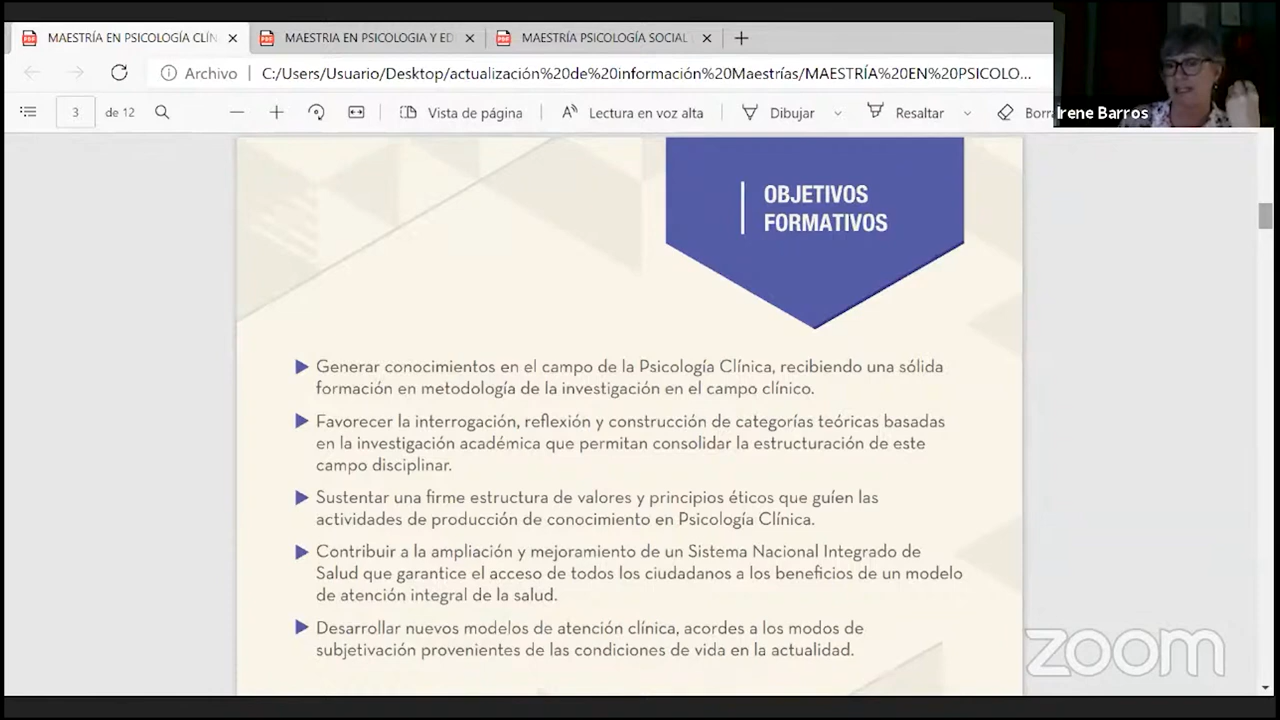 MAESTRÍA EN PSICOLOGÍA CLÍN
MAESTRIA EN PSICOLOGIA Y ED
MAESTRÍA PSICOLOGÍA SOCIAL
Archivo
C:/Users/Usuario/Desktop/actualización%20de%20información%20Maestrías/MAESTRÍA%20EN%20PSICOLO...
3 de 12
Vista de página
Lectura en voz alta
Dibujar
Resaltar
Borr
Irene Barros
OBJETIVOS
FORMATIVOS
Generar conocimientos en el campo de la Psicología Clínica, recibiendo una sólida
formación en metodología de la investigación en el campo clínico.
Favorecer la interrogación, reflexión y construcción de categorías teóricas basadas
en la investigación académica que permitan consolidar la estructuración de este
campo disciplinar.
Sustentar una firme estructura de valores y principios éticos que guíen las
actividades de producción de conocimiento en Psicología Clínica.
Contribuir a la ampliación y mejoramiento de un Sistema Nacional Integrado de
Salud que garantice el acceso de todos los ciudadanos a los beneficios de un modelo
de atención integral de la salud.
Desarrollar nuevos modelos de atención clínica, acordes a los modos de
subjetivación provenientes de las condiciones de vida en la actualidad.
zoom